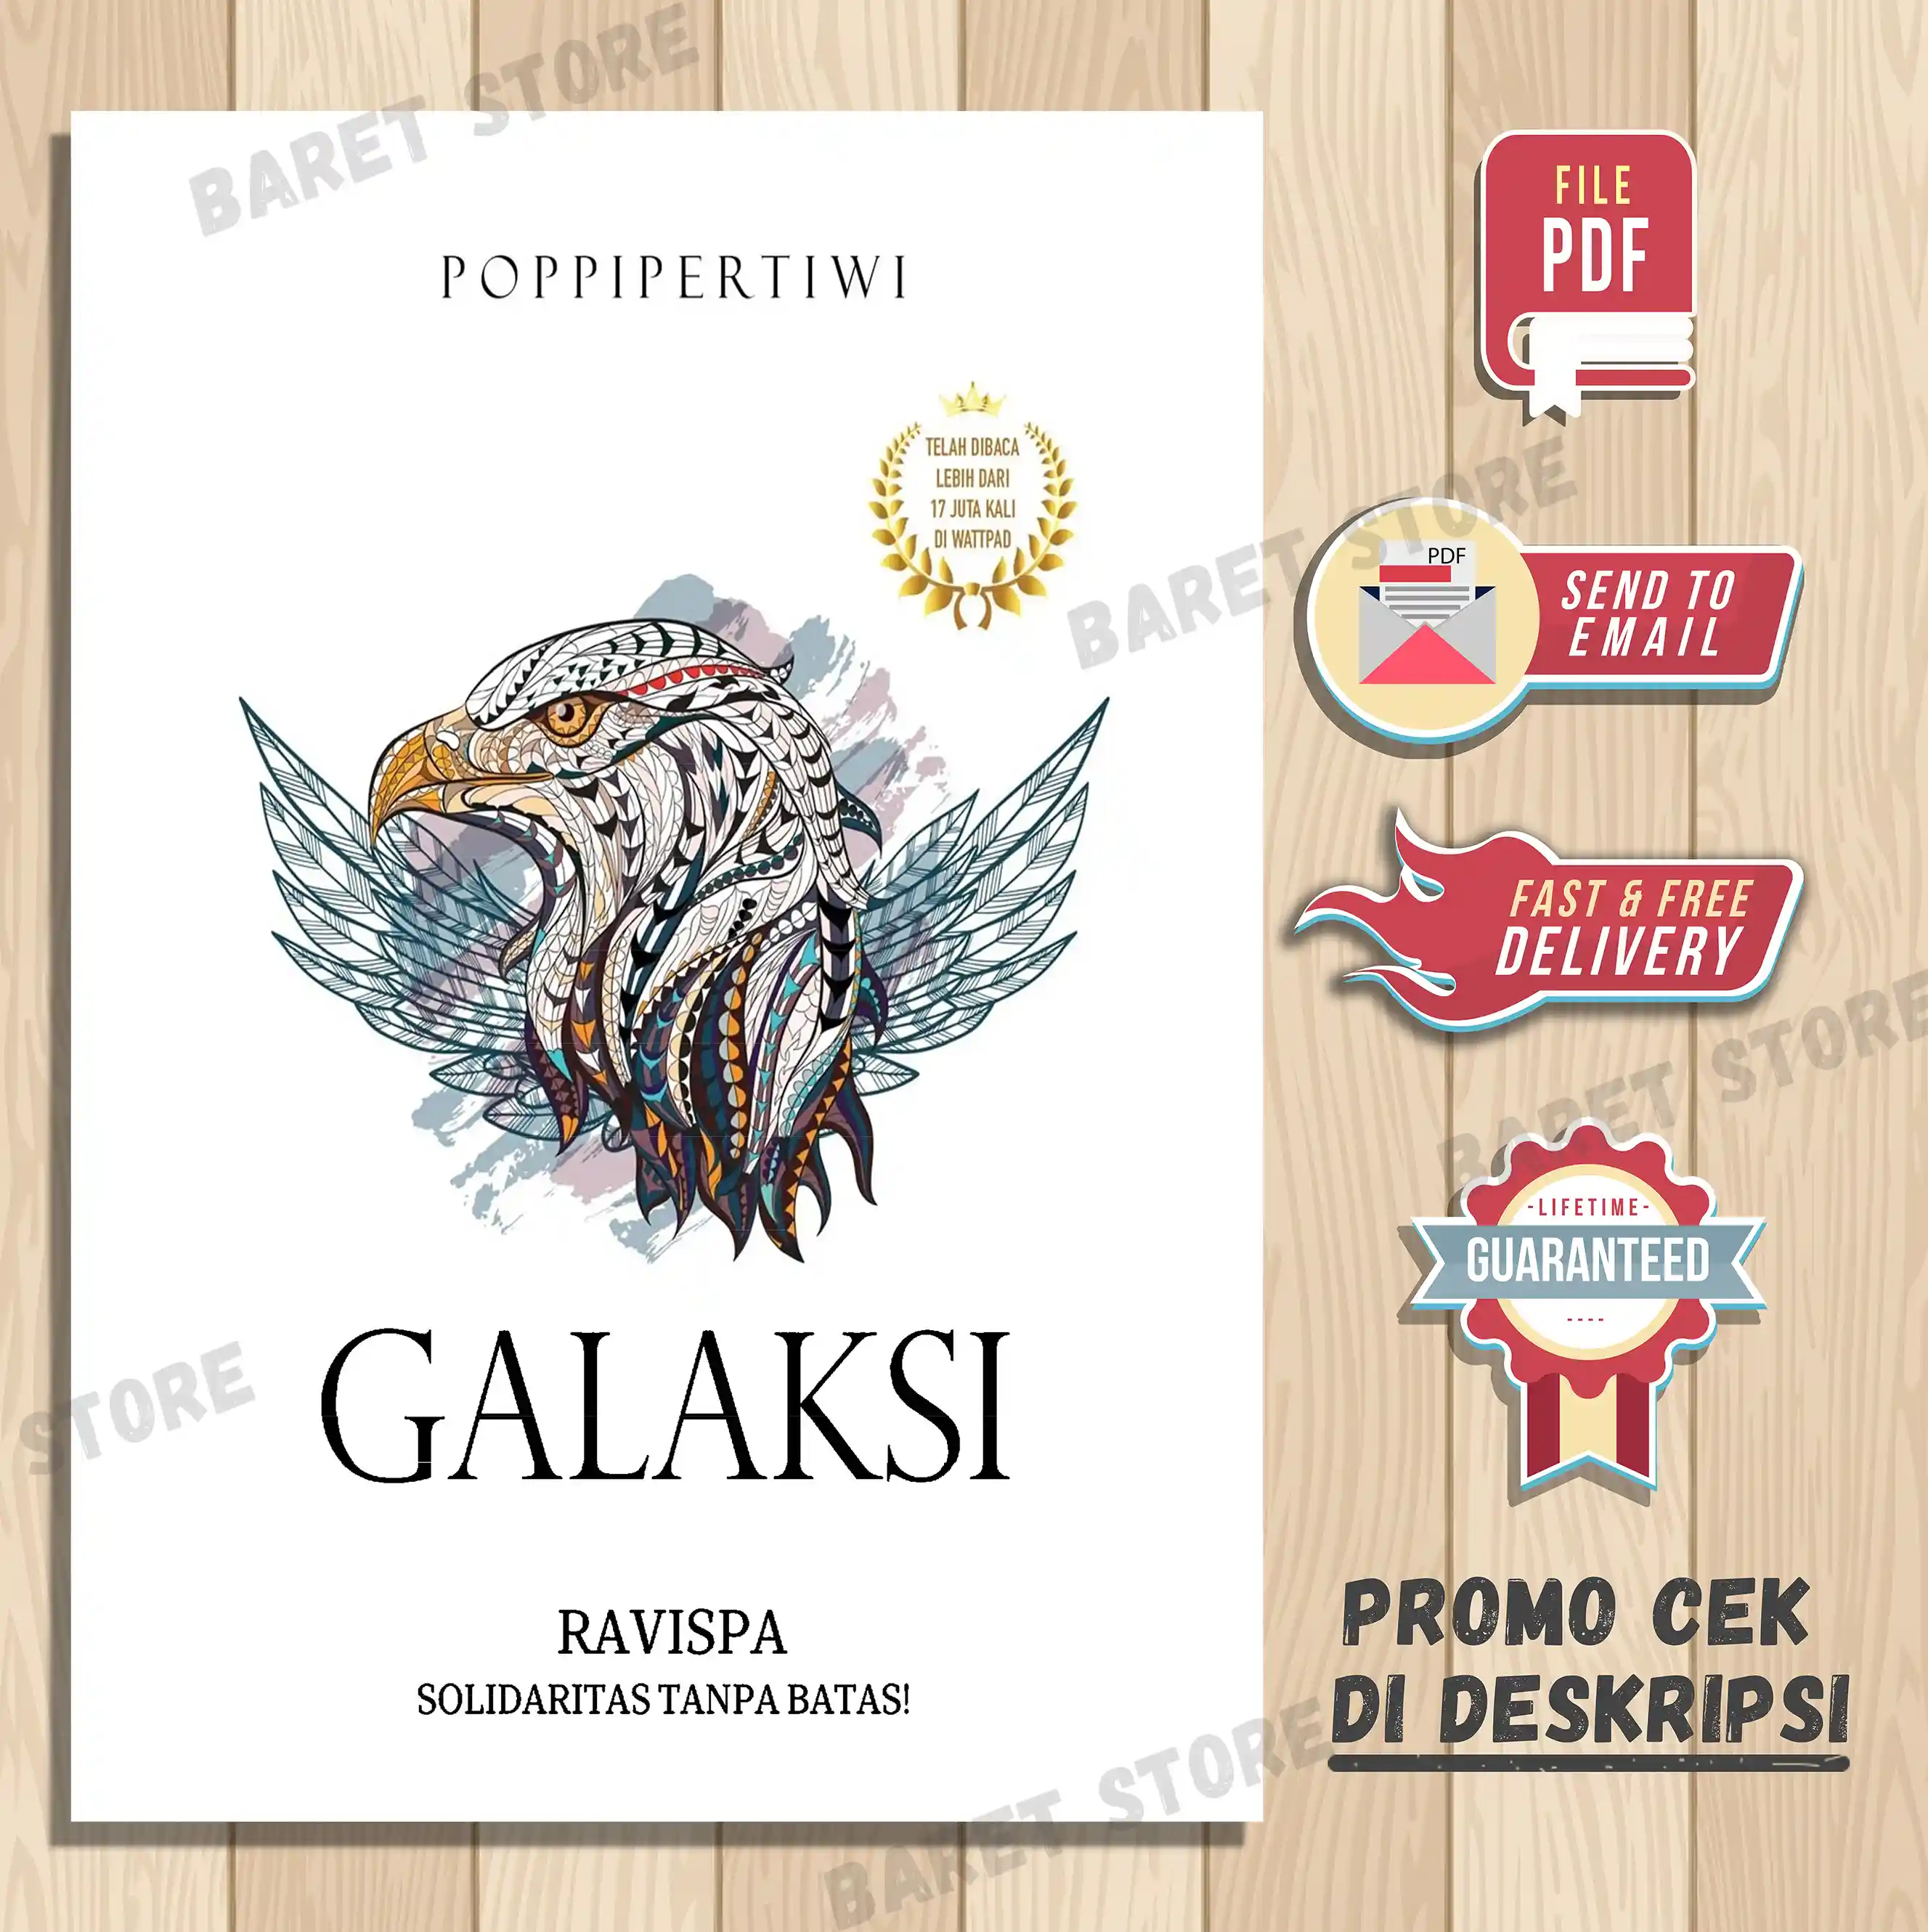 BARET STORE
POPPIPERTIWI
TELAH DIBACA
LEBIH DARI
17 JUTA KALI
DI WATTPAD
GALAKSI
RAVISPA
SOLIDARITAS TANPA BATAS!
FILE
PDF
BARET STORE
PDF
SEND TO
EMAIL
FAST & FREE
DELIVERY
BARET STORE
-LIFETIME-
GUARANTEED
----
STORE
PROMO CEK
DI DESKRIPSI
BARET STORE